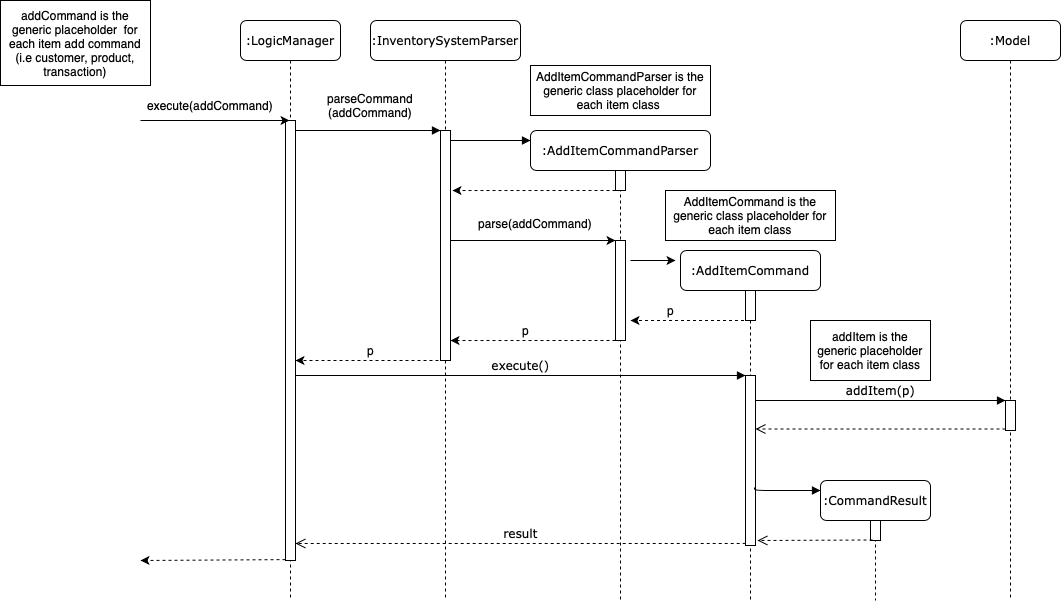 addCommand is the
generic placeholder for
each item add command
(i.e customer, product,
transaction)
:LogicManager
:InventorySystemParser
:Model
AddItemCommandParser is the
generic class placeholder for
each item class
execute(addCommand)
parseCommand
(addCommand)
:AddItemCommandParser
AddItemCommand is the
generic class placeholder for
each item class
parse(addCommand)
:AddItemCommand
p
p
p
addItem is the
generic placeholder
for each item class
execute()
addItem(p)
:CommandResult
result